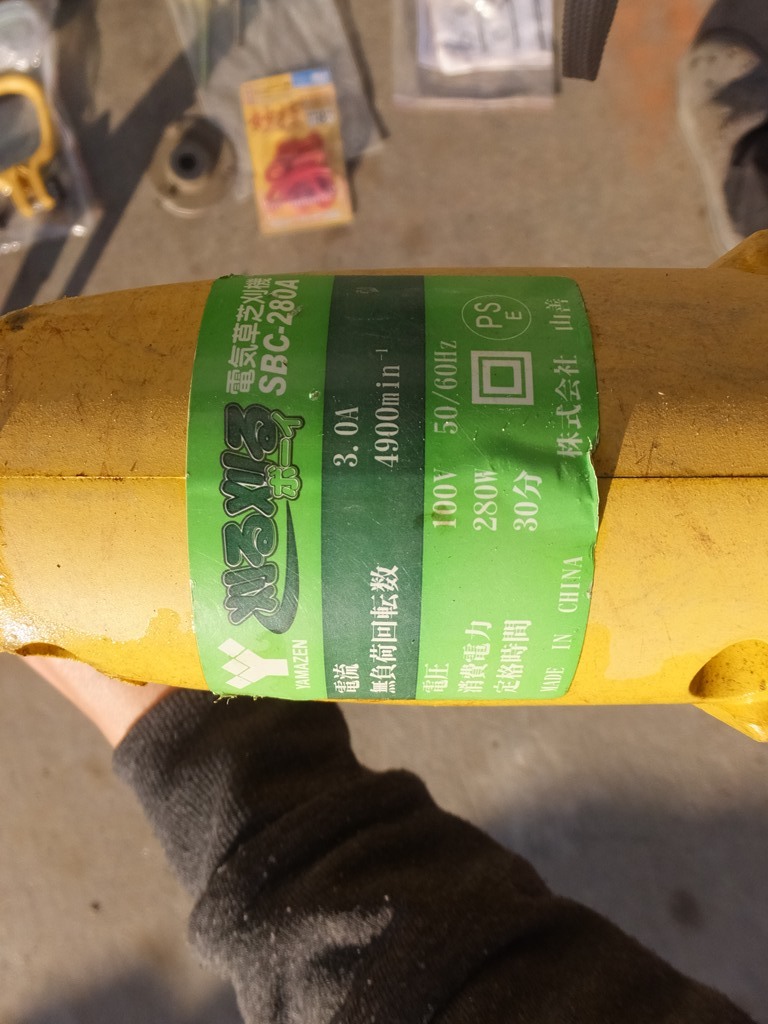 YAMAZEN
刈る刈る
ボーイ
電気草芝刈機
SBC-280A
電流 3.0A
無負荷回転数 4900min⁻¹
電圧 100V 50/60Hz
消費電力 280W
定格時間 30分
PS
E
MADE IN CHINA 株式会社 山善